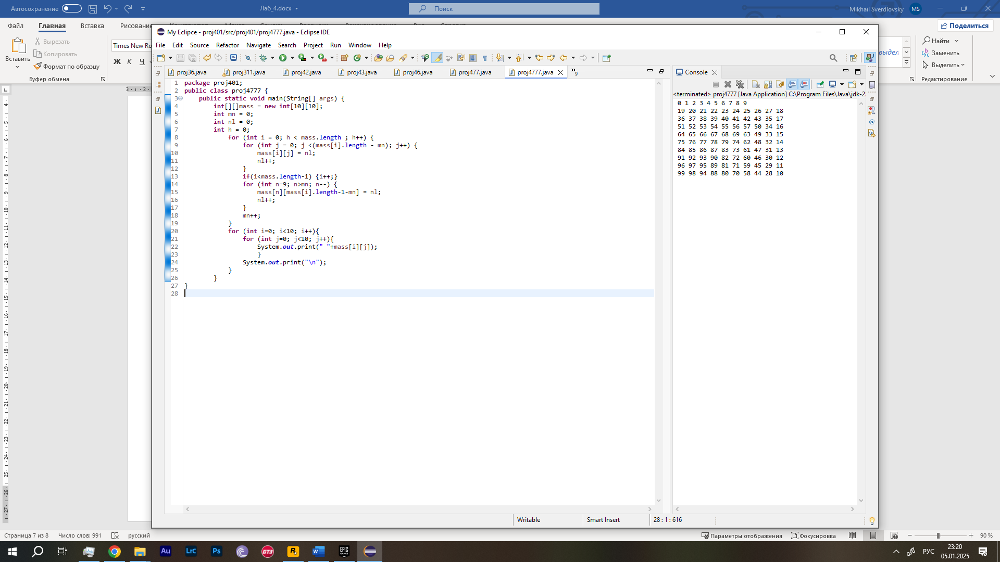 Автосохранение
Лаб_4.docx
Поиск
Mikhail Sverdlovsky MS
Файл Главная Вставка Рисование
Поделиться
Вставить
Вырезать
Копировать
Формат по образцу
Буфер обмена
Times New Ro
Ж К Ч
Найти
Заменить
Выделить
Редактирование
My Eclipce - proj401/src/proj401/proj4777.java - Eclipse IDE
File Edit Source Refactor Navigate Search Project Run Window Help
proj36.java proj311.java proj42.java proj43.java proj46.java proj477.java proj4777.java »9
1 package proj401;
2 public class proj4777 {
3 public static void main(String[] args) {
4 int[][]mass = new int[10][10];
5 int mn = 0;
6 int nl = 0;
7 int h = 0;
8 for (int i = 0; h < mass.length ; h++) {
9 for (int j = 0; j <(mass[i].length - mn); j++) {
10 mass[i][j] = nl;
11 nl++;
12 }
13 if(i<mass.length-1) {i++;}
14 for (int n=9; n>mn; n--) {
15 mass[n][mass[i].length-1-mn] = nl;
16 nl++;
17 }
18 mn++;
19 }
20 for (int i=0; i<10; i++){
21 for (int j=0; j<10; j++){
22 System.out.print(" "+mass[i][j]);
23 }
24 System.out.print("\n");
25 }
26 }
27 }
28
Console
<terminated> proj4777 [Java Application] C:\Program Files\Java\jdk-2
0 1 2 3 4 5 6 7 8 9
19 20 21 22 23 24 25 26 27 18
36 37 38 39 40 41 42 43 35 17
51 52 53 54 55 56 57 50 34 16
64 65 66 67 68 69 63 49 33 15
75 76 77 78 79 74 62 48 32 14
84 85 86 87 83 73 61 47 31 13
91 92 93 90 82 72 60 46 30 12
96 97 95 89 81 71 59 45 29 11
99 98 94 88 80 70 58 44 28 10
Writable Smart Insert 28 : 1 : 616
Страница 7 из 8 Число слов: 991 русский
Параметры отображения Фокусировка 90 %
Au Lrc Ps GT3 R W EPIC GAMES
РУС
23:20
05.01.2025